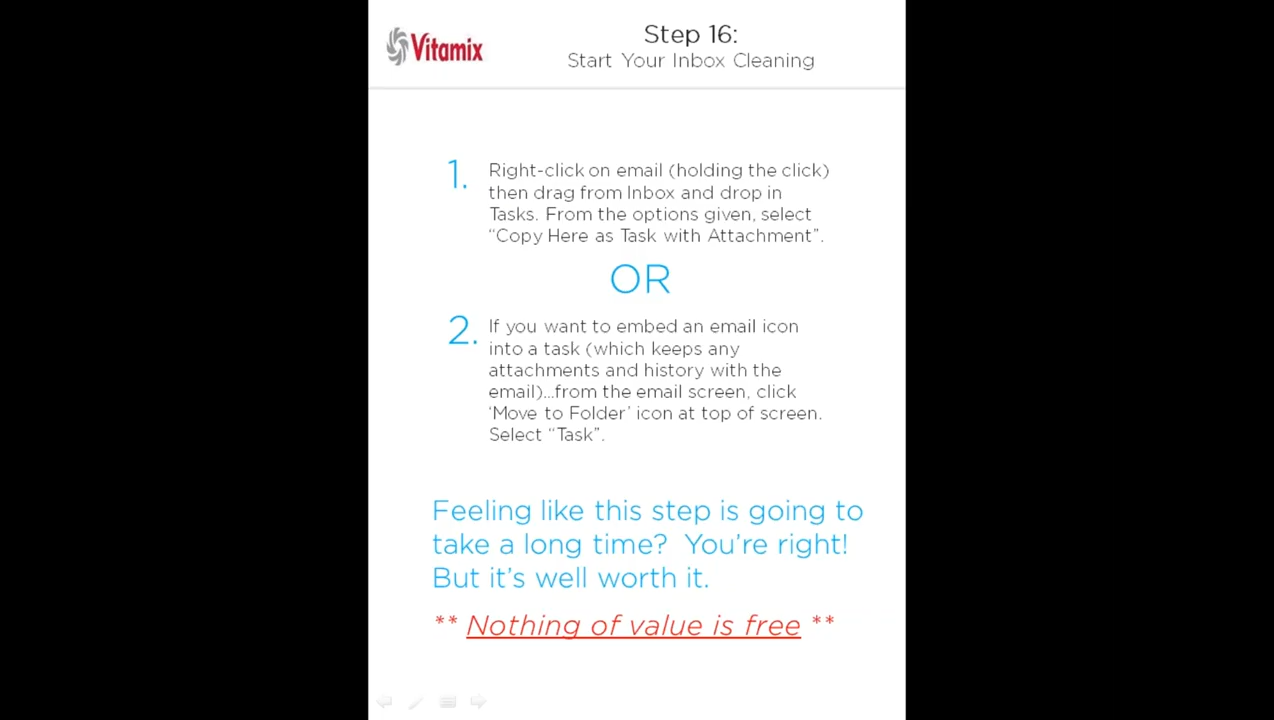 Vitamix
Step 16:
Start Your Inbox Cleaning
1. Right-click on email (holding the click)
then drag from Inbox and drop in
Tasks. From the options given, select
“Copy Here as Task with Attachment”.
OR
2. If you want to embed an email icon
into a task (which keeps any
attachments and history with the
email)...from the email screen, click
‘Move to Folder’ icon at top of screen.
Select “Task”.
Feeling like this step is going to
take a long time? You’re right!
But it’s well worth it.
** Nothing of value is free **